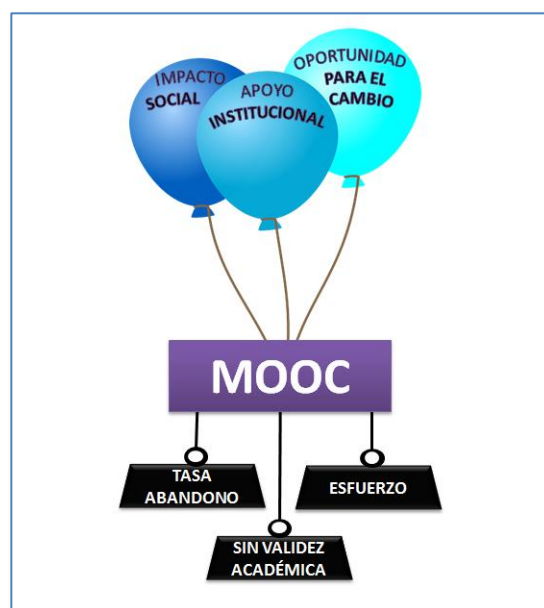 IMPACTO
SOCIAL
APOYO
INSTITUCIONAL
OPORTUNIDAD
PARA EL
CAMBIO
MOOC
TASA
ABANDONO
SIN VALIDEZ
ACADÉMICA
ESFUERZO